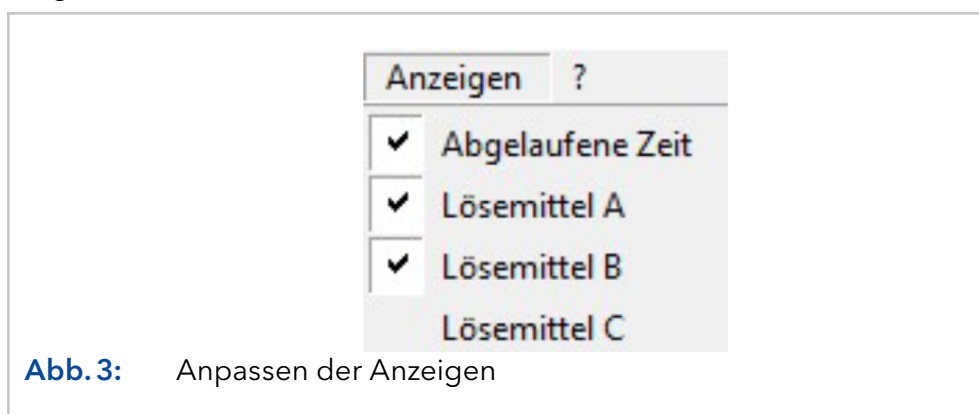 Anzeigen ?
Abgelaufene Zeit
Lösemittel A
Lösemittel B
Lösemittel C
Abb. 3: Anpassen der Anzeigen